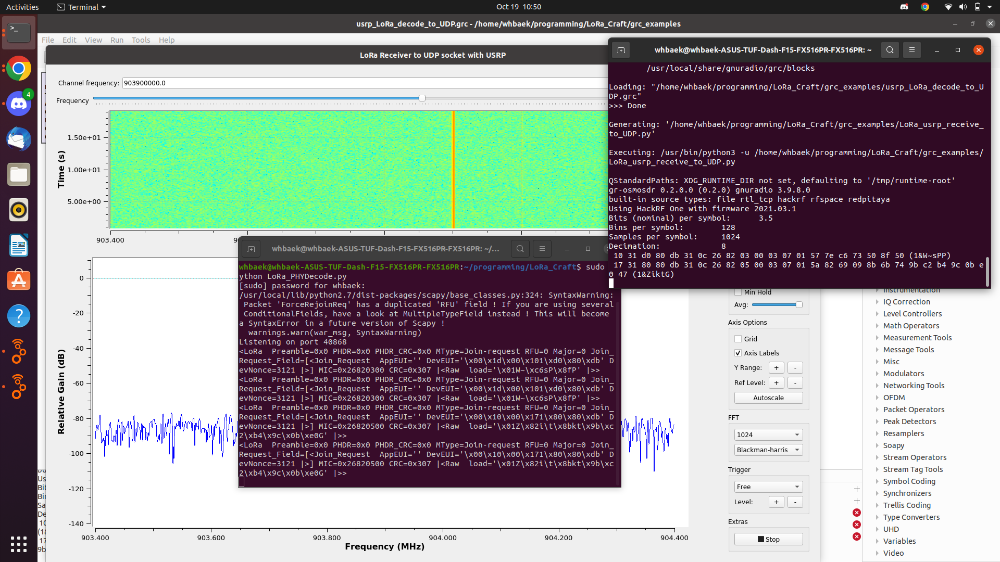 Activities
Terminal
Oct 19 10:50
usrp_LoRa_decode_to_UDP.grc - /home/whbaek/programming/LoRa_Craft/grc_examples
File Edit View Run Tools Help
LoRa Receiver to UDP socket with USRP
Channel frequency: 903900000.0
Frequency
Time (s)
1.50e+01
1.00e+01
5.00e+00
903.400
Relative Gain (dB)
0
-20
-40
-60
-80
-100
-120
-140
903.400 903.600 903.800 904.000 904.200 904.400
Frequency (MHz)
whbaek@whbaek-ASUS-TUF-Dash-F15-FX516PR-FX516PR: ~
/usr/local/share/gnuradio/grc/blocks
Loading: "/home/whbaek/programming/LoRa_Craft/grc_examples/usrp_LoRa_decode_to_U
DP.grc"
>>> Done
Generating: '/home/whbaek/programming/LoRa_Craft/grc_examples/LoRa_usrp_receive_
to_UDP.py'
Executing: /usr/bin/python3 -u /home/whbaek/programming/LoRa_Craft/grc_examples/
LoRa_usrp_receive_to_UDP.py
QStandardPaths: XDG_RUNTIME_DIR not set, defaulting to '/tmp/runtime-root'
gr-osmosdr 0.2.0.0 (0.2.0) gnuradio 3.9.8.0
built-in source types: file rtl_tcp hackrf rfspace redpitaya
Using HackRF One with firmware 2021.03.1
Bits (nominal) per symbol: 3.5
Bins per symbol: 128
Samples per symbol: 1024
Decimation: 8
10 31 d0 80 db 31 0c 26 82 03 00 03 07 01 57 7e c6 73 50 8f 50 (1&W~sPP)
17 31 80 80 db 31 0c 26 82 05 00 03 07 01 5a 82 69 09 8b 6b 74 9b c2 b4 9c 0b e
0 47 (1&ZiktG)
whbaek@whbaek-ASUS-TUF-Dash-F15-FX516PR-FX516PR: ~/...
whbaek@whbaek-ASUS-TUF-Dash-F15-FX516PR-FX516PR:~/programming/LoRa_Craft$ sudo
ython LoRa_PHYDecode.py
[sudo] password for whbaek:
/usr/local/lib/python2.7/dist-packages/scapy/base_classes.py:324: SyntaxWarning:
Packet 'ForceRejoinReq' has a duplicated 'RFU' field ! If you are using several
ConditionalFields, have a look at MultipleTypeField instead ! This will become
a SyntaxError in a future version of Scapy !
warnings.warn(war_msg, SyntaxWarning)
Listening on port 40868
<LoRa  Preamble=0x0 PHDR=0x0 PHDR_CRC=0x0 MType=Join-request RFU=0 Major=0 Join_
Request_Field=[<Join_Request  AppEUI='' DevEUI='\x00\x1d\x00\x101\xd0\x80\xdb' D
evNonce=3121 |>] MIC=0x26820300 CRC=0x307 |<Raw  load='\x01W~\xc6sP\x8fP' |>>
<LoRa  Preamble=0x0 PHDR=0x0 PHDR_CRC=0x0 MType=Join-request RFU=0 Major=0 Join_
Request_Field=[<Join_Request  AppEUI='' DevEUI='\x00\x1d\x00\x101\xd0\x80\xdb' D
evNonce=3121 |>] MIC=0x26820300 CRC=0x307 |<Raw  load='\x01W~\xc6sP\x8fP' |>>
<LoRa  Preamble=0x0 PHDR=0x0 PHDR_CRC=0x0 MType=Join-request RFU=0 Major=0 Join_
Request_Field=[<Join_Request  AppEUI='' DevEUI='\x00\x10\x00\x171\x80\x80\xdb' D
evNonce=3121 |>] MIC=0x26820500 CRC=0x307 |<Raw  load='\x01Z\x82i\t\x8bkt\x9b\xc
2\xb4\x9c\x0b\xe0G' |>>
<LoRa  Preamble=0x0 PHDR=0x0 PHDR_CRC=0x0 MType=Join-request RFU=0 Major=0 Join_
Request_Field=[<Join_Request  AppEUI='' DevEUI='\x00\x10\x00\x171\x80\x80\xdb' D
evNonce=3121 |>] MIC=0x26820500 CRC=0x307 |<Raw  load='\x01Z\x82i\t\x8bkt\x9b\xc
2\xb4\x9c\x0b\xe0G' |>>
Min Hold
Avg:
Axis Options
Grid
Axis Labels
Y Range: + -
Ref Level: + -
Autoscale
FFT
1024
Blackman-harris
Trigger
Free
Level: + -
Extras
Stop
Instrumentation
IQ Correction
Level Controllers
Math Operators
Measurement Tools
Message Tools
Misc
Modulators
Networking Tools
OFDM
Packet Operators
Peak Detectors
Resamplers
Soapy
Stream Operators
Stream Tag Tools
Symbol Coding
Synchronizers
Trellis Coding
Type Converters
UHD
Variables
Video
4
Us
Bit
Bin
Sa
De
10
(1&
17
9b